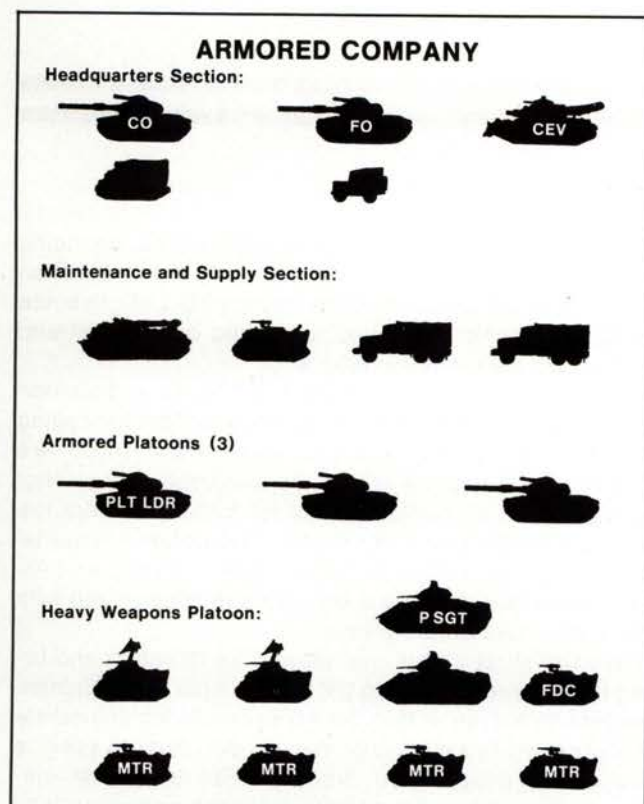 ARMORED COMPANY
Headquarters Section:
CO FO CEV
Maintenance and Supply Section:
Armored Platoons (3)
PLT LDR
P SGT
Heavy Weapons Platoon:
FDC
MTR MTR MTR MTR